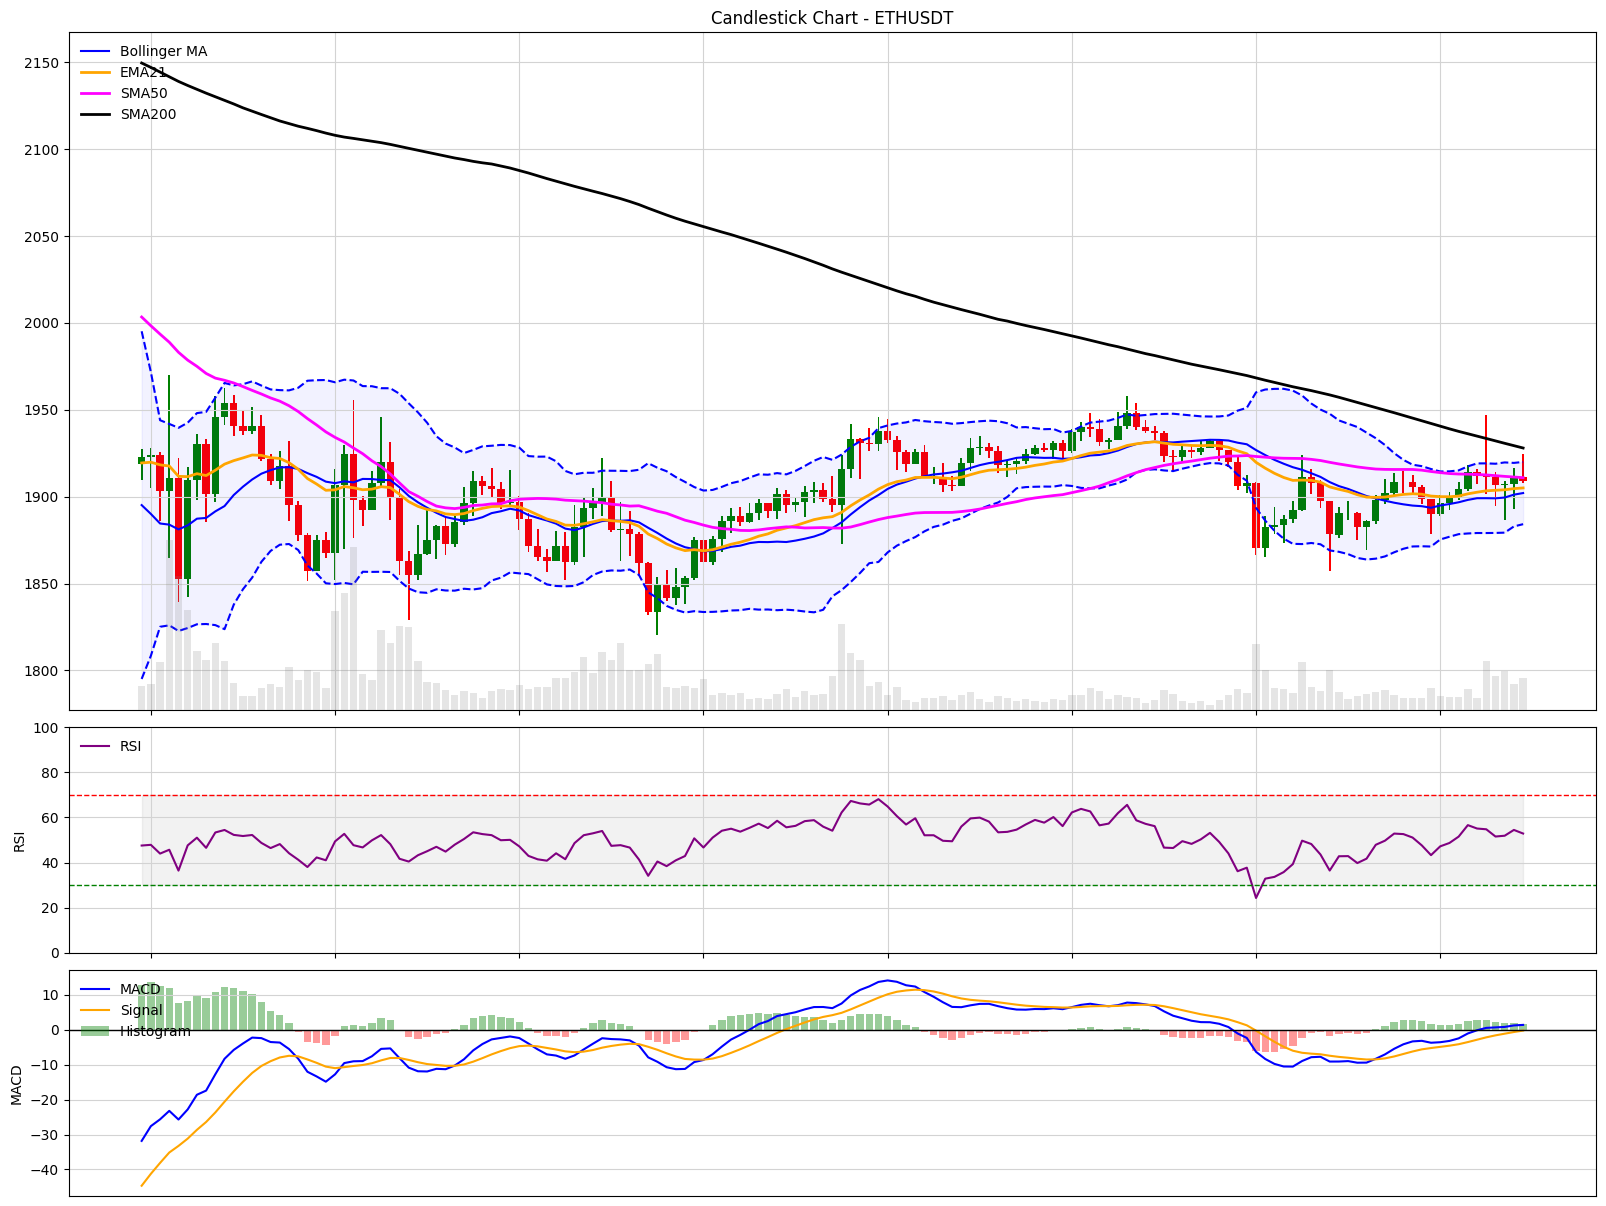 Candlestick Chart - ETHUSDT
Bollinger MA
EMA21
SMA50
SMA200
2150
2100
2050
2000
1950
1900
1850
1800
RSI
100
80
60
40
20
0
RSI
MACD
Signal
Histogram
10
0
−10
−20
−30
−40
MACD